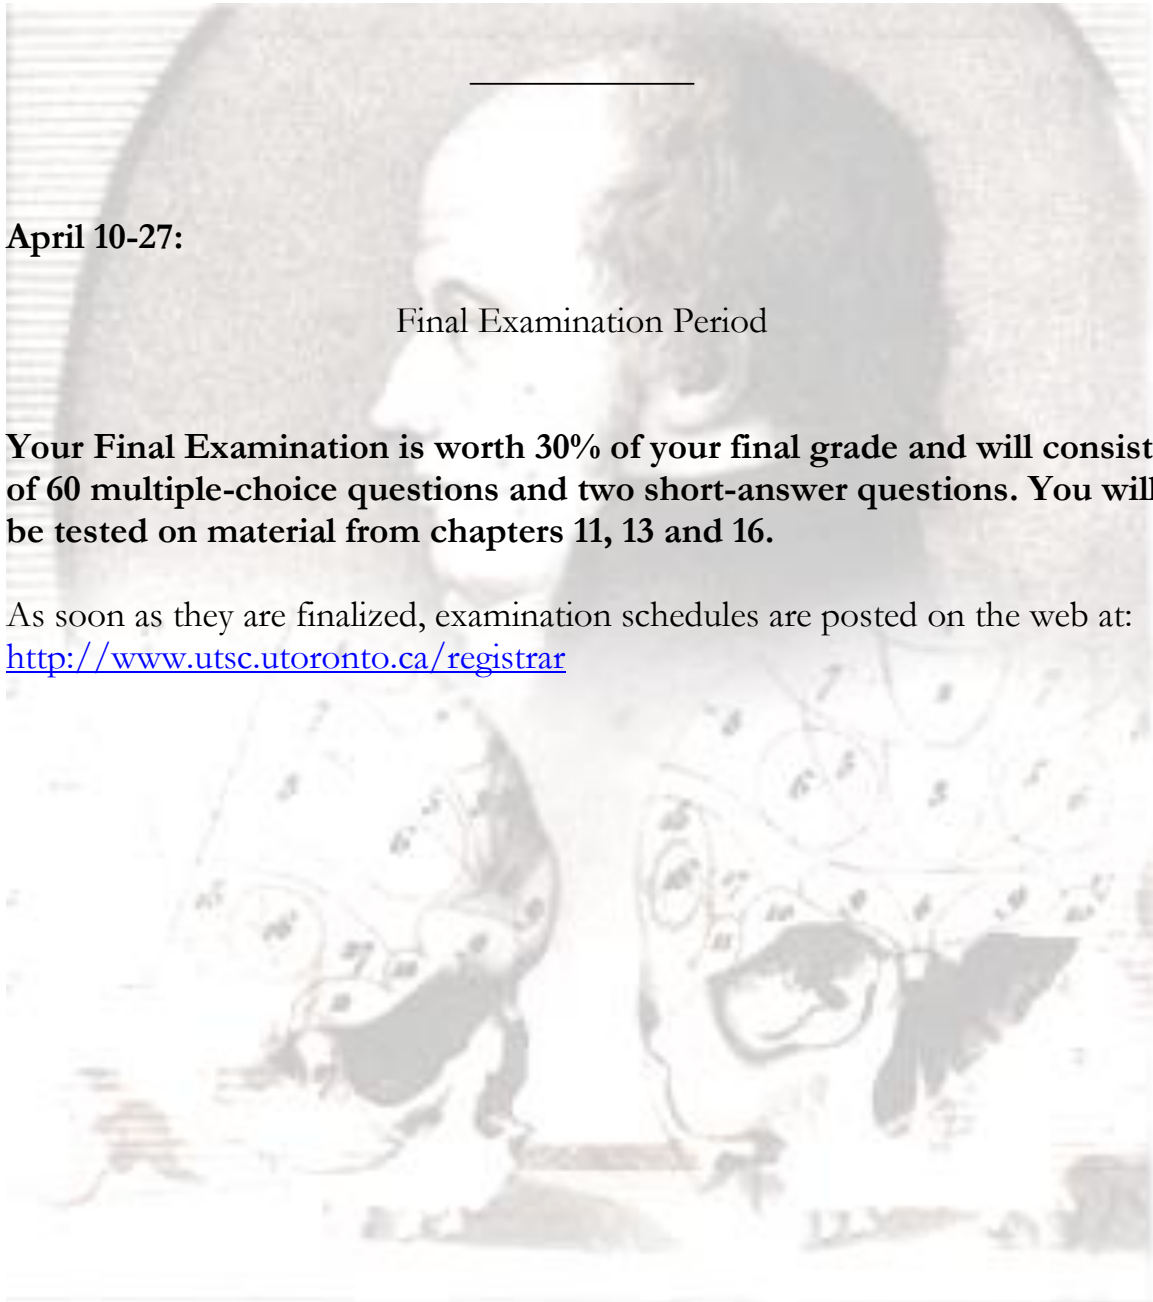 April 10-27:
Final Examination Period
Your Final Examination is worth 30% of your final grade and will consist
of 60 multiple-choice questions and two short-answer questions. You will
be tested on material from chapters 11, 13 and 16.
As soon as they are finalized, examination schedules are posted on the web at:
http://www.utsc.utoronto.ca/registrar